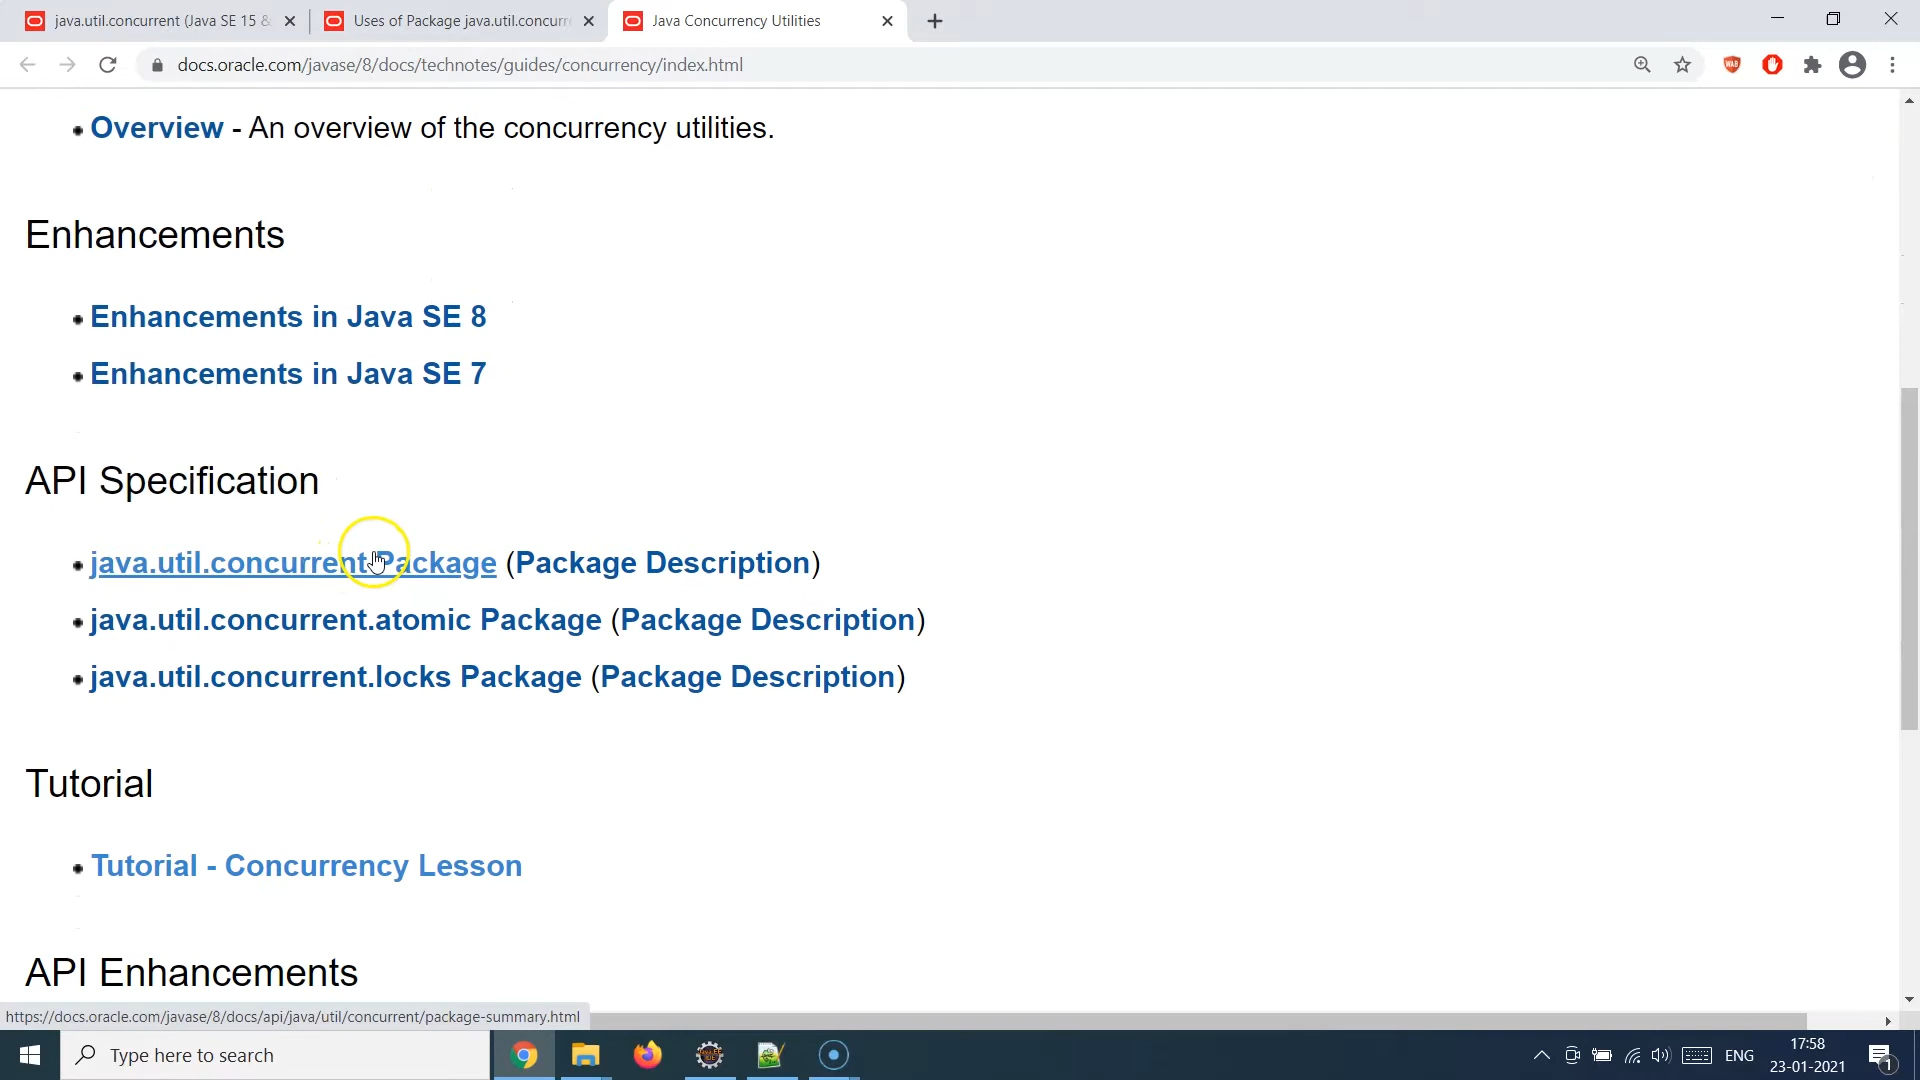 java.util.concurrent (Java SE 15 &
Uses of Package java.util.concurre
Java Concurrency Utilities
docs.oracle.com/javase/8/docs/technotes/guides/concurrency/index.html
Overview - An overview of the concurrency utilities.
Enhancements
Enhancements in Java SE 8
Enhancements in Java SE 7
API Specification
java.util.concurrent Package (Package Description)
java.util.concurrent.atomic Package (Package Description)
java.util.concurrent.locks Package (Package Description)
Tutorial
Tutorial - Concurrency Lesson
API Enhancements
https://docs.oracle.com/javase/8/docs/api/java/util/concurrent/package-summary.html
Type here to search
ENG
17:58
23-01-2021
1